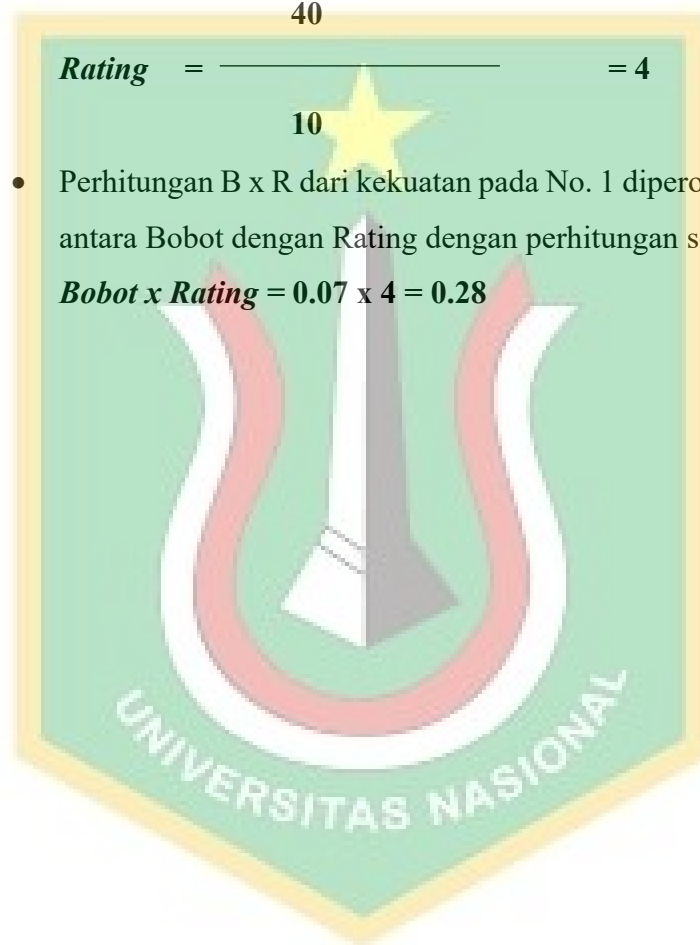 40
Rating = = 4
10
• Perhitungan B x R dari kekuatan pada No. 1
antara Bobot dengan Rating dengan perhitungan
Bobot x Rating = 0.07 x 4 = 0.28
UNIVERSITAS NASIONAL